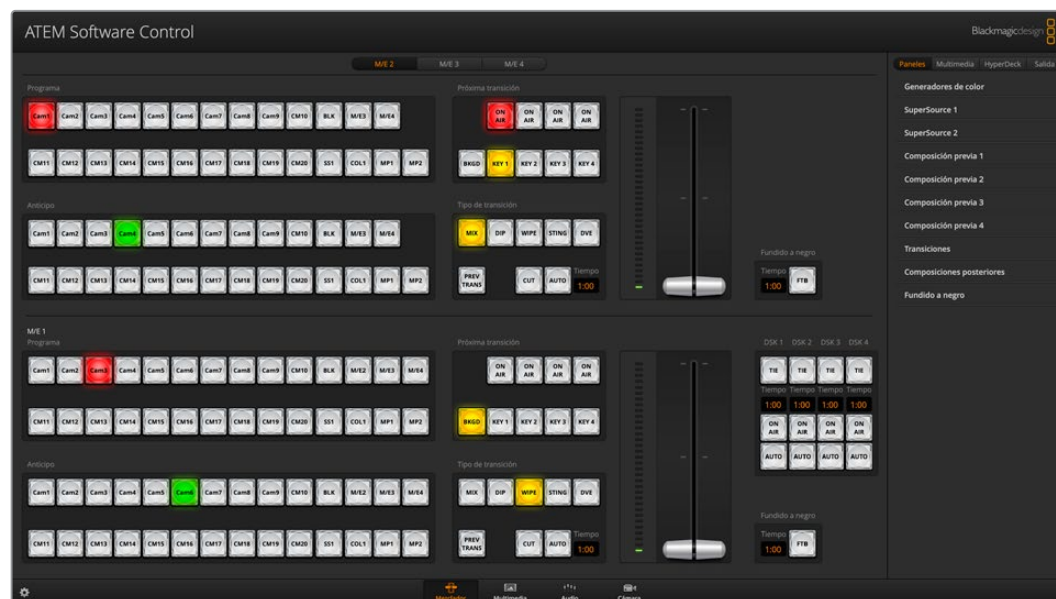 ATEM Software Control
Blackmagicdesign
M/E 2 M/E 3 M/E 4
Paneles Multimedia HyperDeck Salida
Programa
Próxima transición
Cam1 Cam2 Cam3 Cam4 Cam5 Cam6 Cam7 Cam8 Cam9 CM10 BLK M/E3 M/E4
ON AIR ON AIR ON AIR ON AIR
CM11 CM12 CM13 CM14 CM15 CM16 CM17 CM18 CM19 CM20 SS1 COL1 MP1 MP2
BKGD KEY 1 KEY 2 KEY 3 KEY 4
Anticipo
Tipo de transición
Cam1 Cam2 Cam3 Cam4 Cam5 Cam6 Cam7 Cam8 Cam9 CM10 BLK M/E3 M/E4
MIX DIP WIPE STING DVE
Fundido a negro
CM11 CM12 CM13 CM14 CM15 CM16 CM17 CM18 CM19 CM20 SS1 COL1 MP1 MP2
PREV TRANS CUT AUTO Tiempo 1:00
Tiempo 1:00 FTB
Generadores de color
SuperSource 1
SuperSource 2
Composición previa 1
Composición previa 2
Composición previa 3
Composición previa 4
Transiciones
Composiciones posteriores
Fundido a negro
M/E 1
Programa
Próxima transición
DSK 1 DSK 2 DSK 3 DSK 4
Cam1 Cam2 Cam3 Cam4 Cam5 Cam6 Cam7 Cam8 Cam9 CM10 BLK M/E2 M/E3 M/E4
ON AIR ON AIR ON AIR ON AIR
TIE TIE TIE TIE
Tiempo Tiempo Tiempo Tiempo
1:00 1:00 1:00 1:00
CM11 CM12 CM13 CM14 CM15 CM16 CM17 CM18 CM19 CM20 SS1 COL1 MP1 MP2
BKGD KEY 1 KEY 2 KEY 3 KEY 4
ON AIR ON AIR ON AIR ON AIR
AUTO AUTO AUTO AUTO
Anticipo
Tipo de transición
Cam1 Cam2 Cam3 Cam4 Cam5 Cam6 Cam7 Cam8 Cam9 CM10 BLK M/E2 M/E3 M/E4
MIX DIP WIPE STING DVE
Fundido a negro
CM11 CM12 CM13 CM14 CM15 CM16 CM17 CM18 CM19 CM20 SS1 COL1 MP1 MP2
PREV TRANS CUT AUTO Tiempo 1:00
Tiempo 1:00 FTB
Mezclador Multimedia Audio Cámara